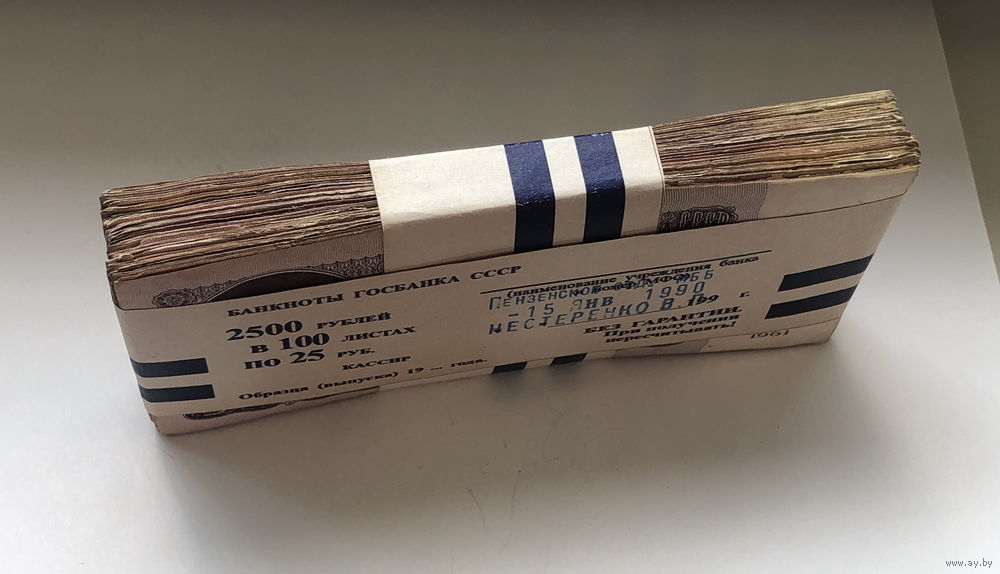 СССР
БАНКНОТЫ ГОСБАНКА СССР
2500 РУБЛЕЙ
В 100 ЛИСТАХ
ПО 25 РУБ.
КАССИР
Образца (выпуска) 19 ... года.
(наименование учреждения банка
ПЕНЗЕНСКОЕ
-15 ЯНВ 1990
НЕСТЕРЕНКО В.
199 г.
БЕЗ ГАРАНТИИ.
При получении
пересчитывать!
1961
www.ay.by